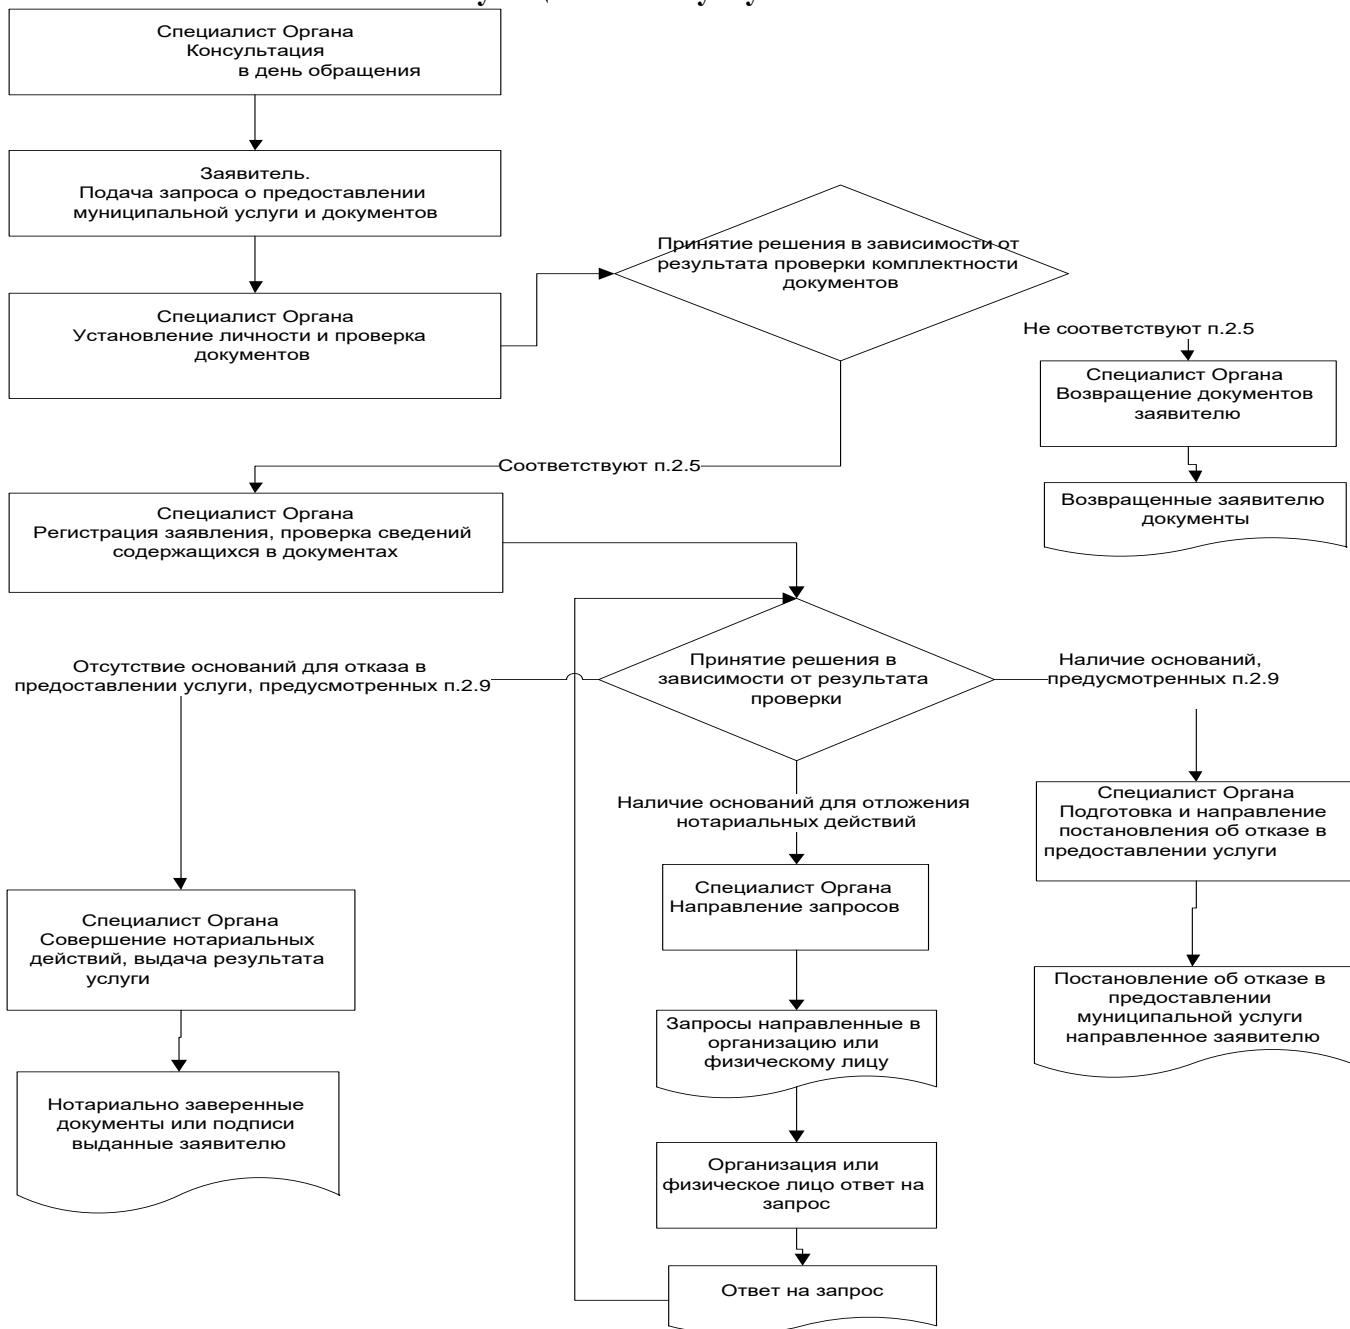 Специалист Органа
Консультация
в день обращения
Заявитель.
Подача запроса о предоставлении
муниципальной услуги и документов
Специалист Органа
Установление личности и проверка
документов
Принятие решения в зависимости от
результата проверки комплектности
документов
Не соответствуют п.2.5
Специалист Органа
Возвращение документов
заявителю
Соответствуют п.2.5
Возвращенные заявителю
документы
Специалист Органа
Регистрация заявления, проверка сведений
содержащихся в документах
Отсутствие оснований для отказа в
предоставлении услуги, предусмотренных п.2.9
Принятие решения в
зависимости от результата
проверки
Наличие оснований,
предусмотренных п.2.9
Наличие оснований для отложения
нотариальных действий
Специалист Органа
Подготовка и направление
постановления об отказе в
предоставлении услуги
Специалист Органа
Направление запросов
Специалист Органа
Совершение нотариальных
действий, выдача результата
услуги
Постановление об отказе в
предоставлении
муниципальной услуги
направленное заявителю
Запросы направленные в
организацию или
физическому лицу
Нотариально заверенные
документы или подписи
выданные заявителю
Организация или
физическое лицо ответ на
запрос
Ответ на запрос